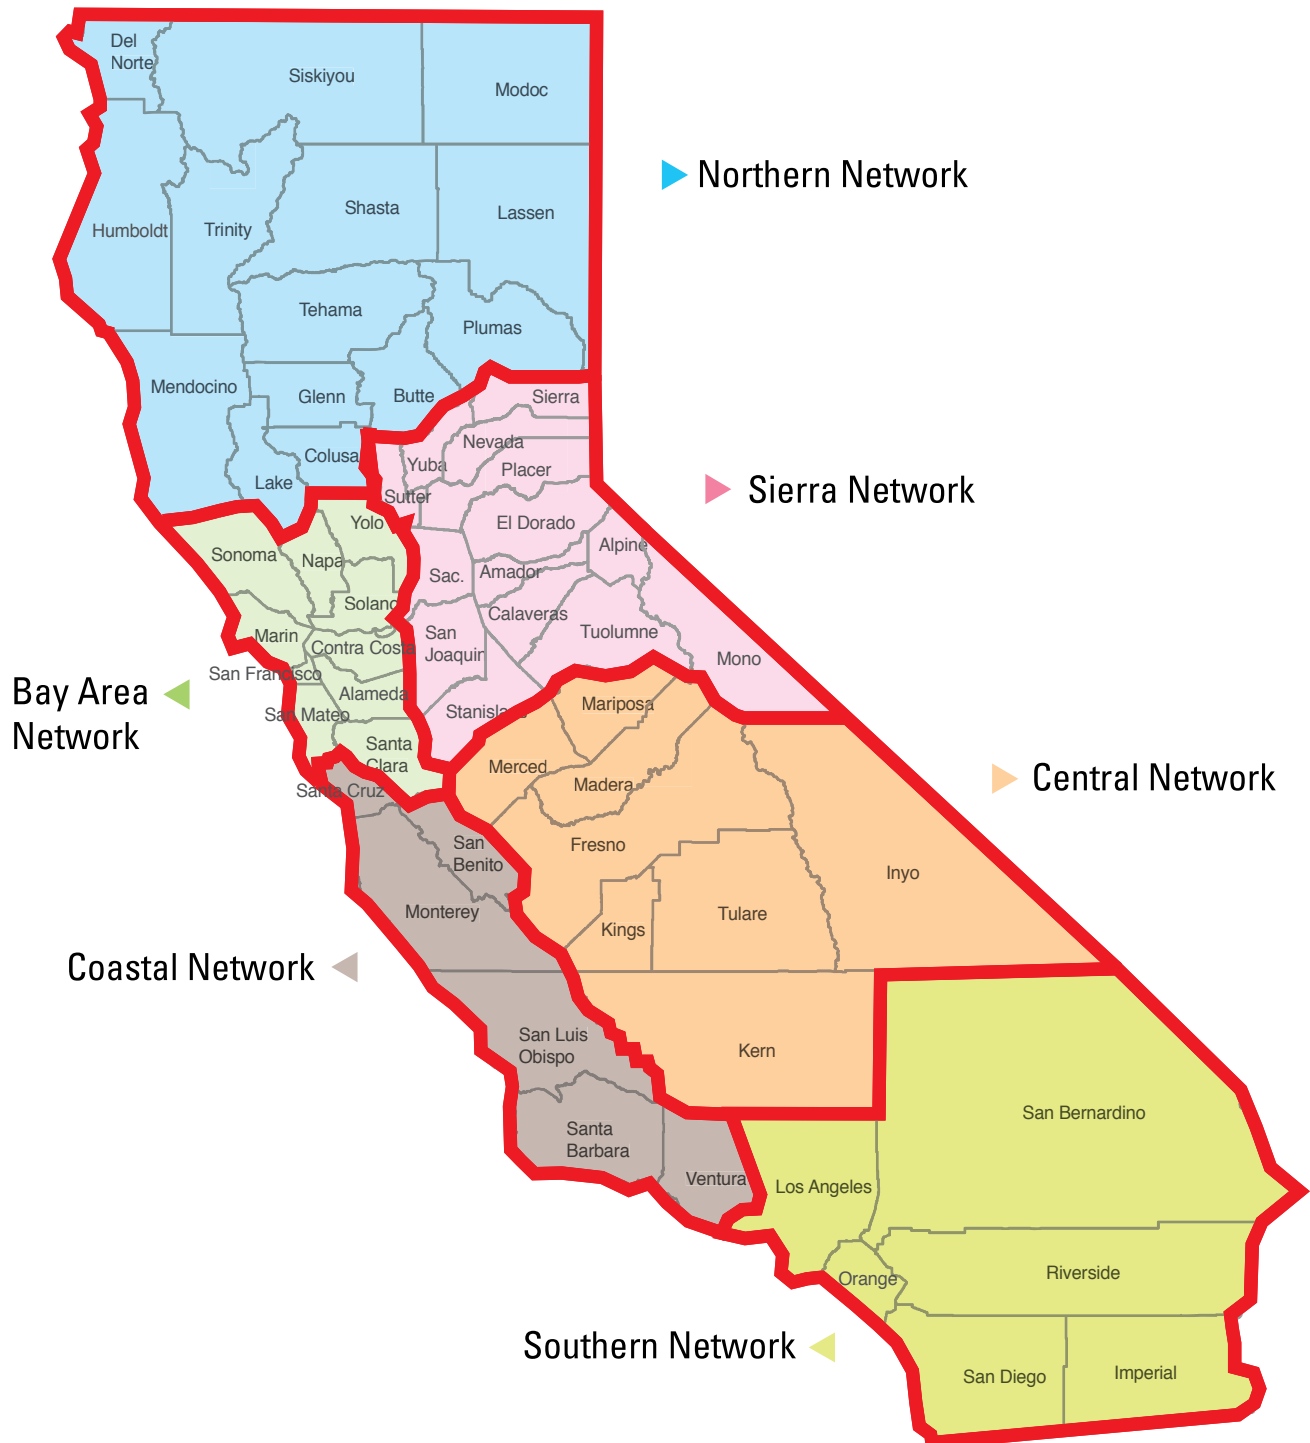 Del
Norte
Siskiyou
Modoc
Northern Network
Shasta
Lassen
Humboldt
Trinity
Tehama
Plumas
Mendocino
Glenn
Butte
Sierra
Nevada
Colusa
Yuba
Placer
Lake
Sutter
Sierra Network
Yolo
El Dorado
Sonoma
Napa
Alpine
Sac.
Amador
Solano
Calaveras
Marin
San
Joaquin
Tuolumne
Contra Costa
Mono
San Francisco
Bay Area
Network
Alameda
Mariposa
San Mateo
Stanislaus
Santa
Clara
Merced
Central Network
Madera
Santa Cruz
San
Benito
Fresno
Inyo
Monterey
Kings
Tulare
Coastal Network
San Luis
Obispo
Kern
San Bernardino
Santa
Barbara
Ventura
Los Angeles
Orange
Riverside
Southern Network
San Diego
Imperial